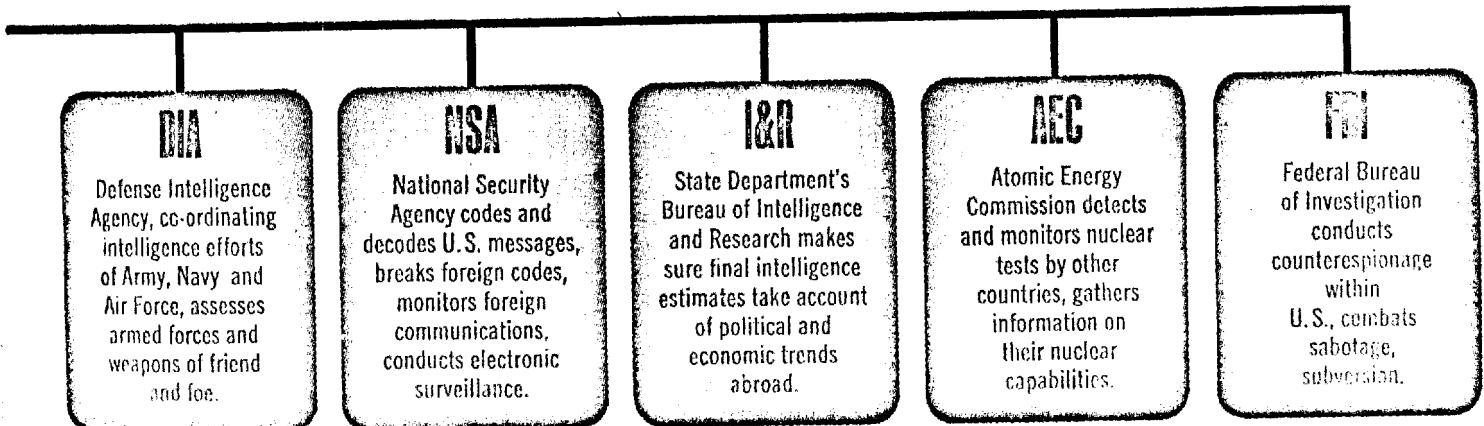 DIA
Defense Intelligence
Agency, co-ordinating
intelligence efforts
of Army, Navy and
Air Force, assesses
armed forces and
weapons of friend
and foe.
NSA
National Security
Agency codes and
decodes U.S. messages,
breaks foreign codes,
monitors foreign
communications,
conducts electronic
surveillance.
I&R
State Department's
Bureau of Intelligence
and Research makes
sure final intelligence
estimates take account
of political and
economic trends
abroad.
AEC
Atomic Energy
Commission detects
and monitors nuclear
tests by other
countries, gathers
information on
their nuclear
capabilities.
FBI
Federal Bureau
of Investigation
conducts
counterespionage
within
U.S., combats
sabotage,
subversion.